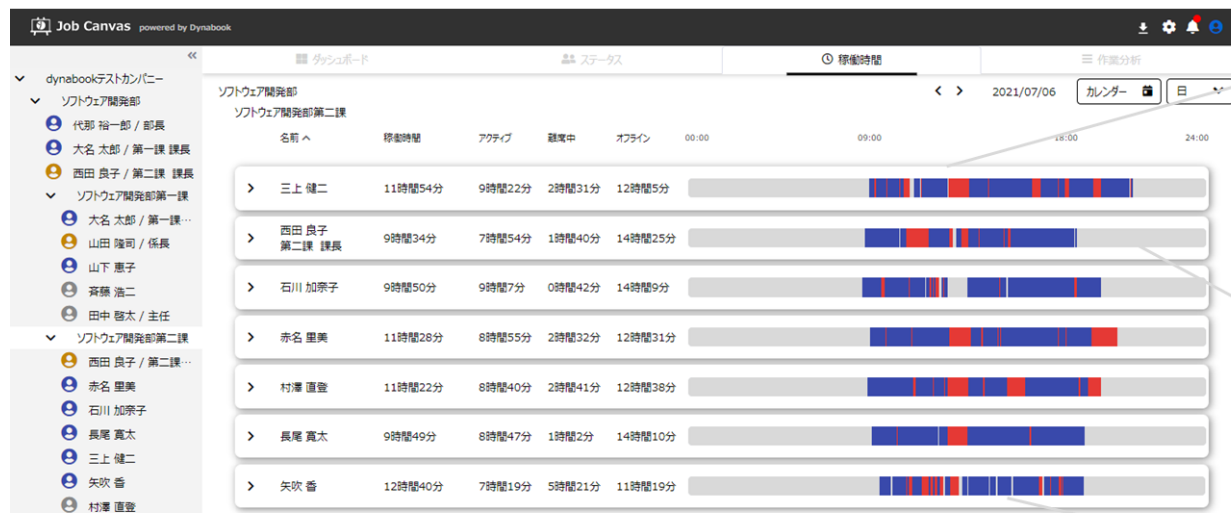 Job Canvas powered by Dynabook
ダッシュボード ステータス 稼働時間 作業分析
dynabookテストカンパニー
ソフトウェア開発部
代那 裕一郎 / 部長
大名 太郎 / 第一課 課長
西田 良子 / 第二課 課長
ソフトウェア開発部第一課
大名 太郎 / 第一課…
山田 隆司 / 係長
山下 恵子
斉藤 浩二
田中 啓太 / 主任
ソフトウェア開発部第二課
西田 良子 / 第二課…
赤名 里美
石川 加奈子
長尾 寛太
三上 健二
矢吹 香
村澤 直登
ソフトウェア開発部
ソフトウェア開発部第二課
2021/07/06 カレンダー 日
名前 稼働時間 アクティブ 離席中 オフライン 00:00 09:00 18:00 24:00
三上 健二 11時間54分 9時間22分 2時間31分 12時間5分
西田 良子 第二課 課長 9時間34分 7時間54分 1時間40分 14時間25分
石川 加奈子 9時間50分 9時間7分 0時間42分 14時間9分
赤名 里美 11時間28分 8時間55分 2時間32分 12時間31分
村澤 直登 11時間22分 8時間40分 2時間41分 12時間38分
長尾 寛太 9時間49分 8時間47分 1時間2分 14時間10分
矢吹 香 12時間40分 7時間19分 5時間21分 11時間19分